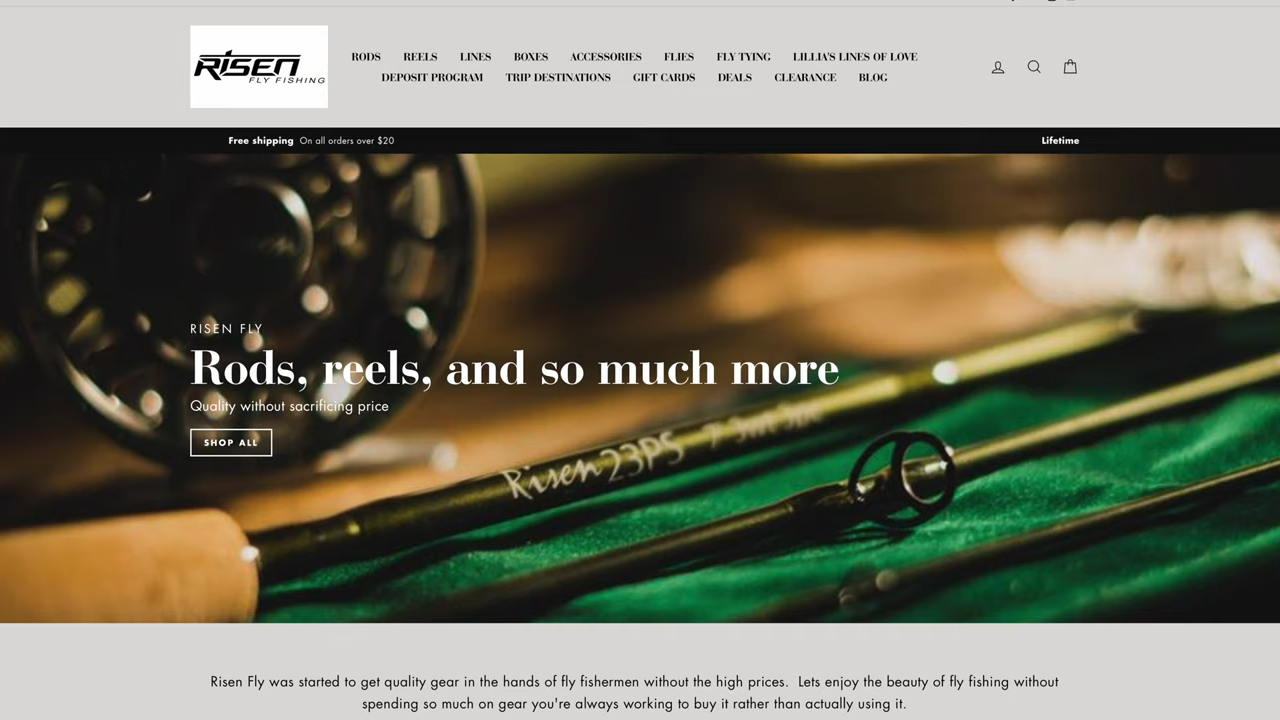 RISEN
FLY FISHING
RODS REELS LINES BOXES ACCESSORIES FLIES FLY TYING LILLIA'S LINES OF LOVE
DEPOSIT PROGRAM TRIP DESTINATIONS GIFT CARDS DEALS CLEARANCE BLOG
Free shipping On all orders over $20 Lifetime
RISEN FLY
Rods, reels, and so much more
Quality without sacrificing price
SHOP ALL
Risen 23PS
Risen Fly was started to get quality gear in the hands of fly fishermen without the high prices. Lets enjoy the beauty of fly fishing without
spending so much on gear you're always working to buy it rather than actually using it.